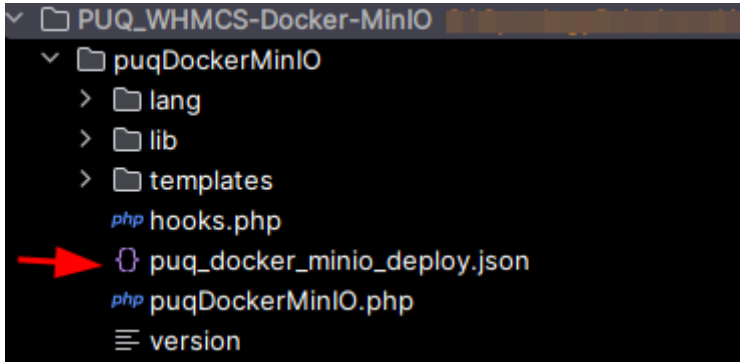 PUQ_WHMCS-Docker-MinIO
puqDockerMinIO
lang
lib
templates
php hooks.php
{} puq_docker_minio_deploy.json
php puqDockerMinIO.php
version